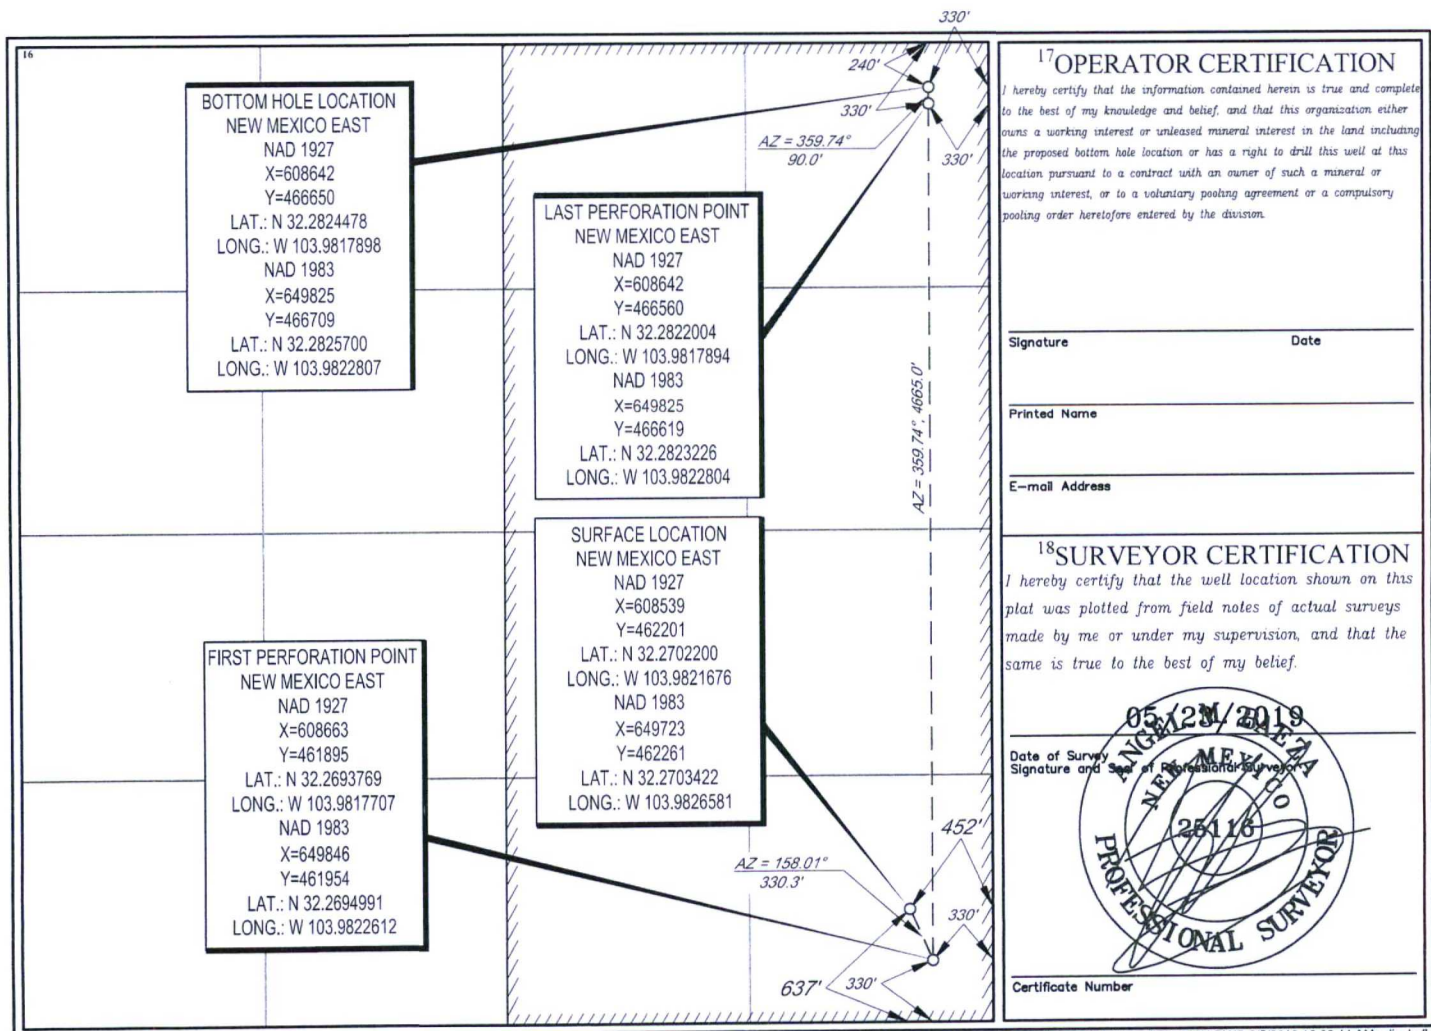 16
330'
240'
330'
AZ = 359.74°
90.0'
330'
BOTTOM HOLE LOCATION
NEW MEXICO EAST
NAD 1927
X=608642
Y=466650
LAT.: N 32.2824478
LONG.: W 103.9817898
NAD 1983
X=649825
Y=466709
LAT.: N 32.2825700
LONG.: W 103.9822807
LAST PERFORATION POINT
NEW MEXICO EAST
NAD 1927
X=608642
Y=466560
LAT.: N 32.2822004
LONG.: W 103.9817894
NAD 1983
X=649825
Y=466619
LAT.: N 32.2823226
LONG.: W 103.9822804
AZ = 359.74°, 4665.0'
SURFACE LOCATION
NEW MEXICO EAST
NAD 1927
X=608539
Y=462201
LAT.: N 32.2702200
LONG.: W 103.9821676
NAD 1983
X=649723
Y=462261
LAT.: N 32.2703422
LONG.: W 103.9826581
FIRST PERFORATION POINT
NEW MEXICO EAST
NAD 1927
X=608663
Y=461895
LAT.: N 32.2693769
LONG.: W 103.9817707
NAD 1983
X=649846
Y=461954
LAT.: N 32.2694991
LONG.: W 103.9822612
452'
AZ = 158.01°
330.3'
330'
637'
330'
17 OPERATOR CERTIFICATION
I hereby certify that the information contained herein is true and complete
to the best of my knowledge and belief, and that this organization either
owns a working interest or unleased mineral interest in the land including
the proposed bottom hole location or has a right to drill this well at this
location pursuant to a contract with an owner of such a mineral or
working interest, or to a voluntary pooling agreement or a compulsory
pooling order heretofore entered by the division.
Signature Date
Printed Name
E-mail Address
18 SURVEYOR CERTIFICATION
I hereby certify that the well location shown on this
plat was plotted from field notes of actual surveys
made by me or under my supervision, and that the
same is true to the best of my belief.
05/23/2019
Date of Survey
Signature and Seal of Professional Surveyor
ANGEL M. BAEZA
NEW MEXICO
25116
PROFESSIONAL SURVEYOR
Certificate Number